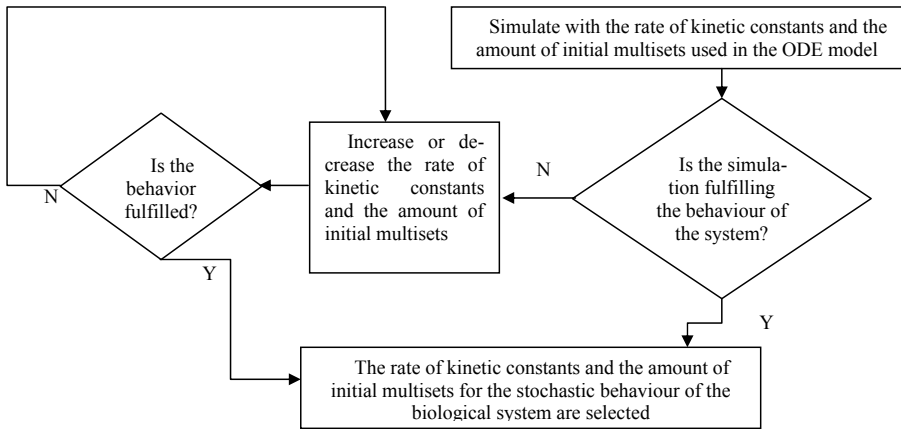 Simulate with the rate of kinetic constants and the
amount of initial multisets used in the ODE model
Is the simula-
tion fulfilling
the behaviour of
the system?
N
Y
Increase or de-
crease the rate of
kinetic constants
and the amount of
initial multisets
Is the
behavior
fulfilled?
N
Y
The rate of kinetic constants and the amount of
initial multisets for the stochastic behaviour of the
biological system are selected